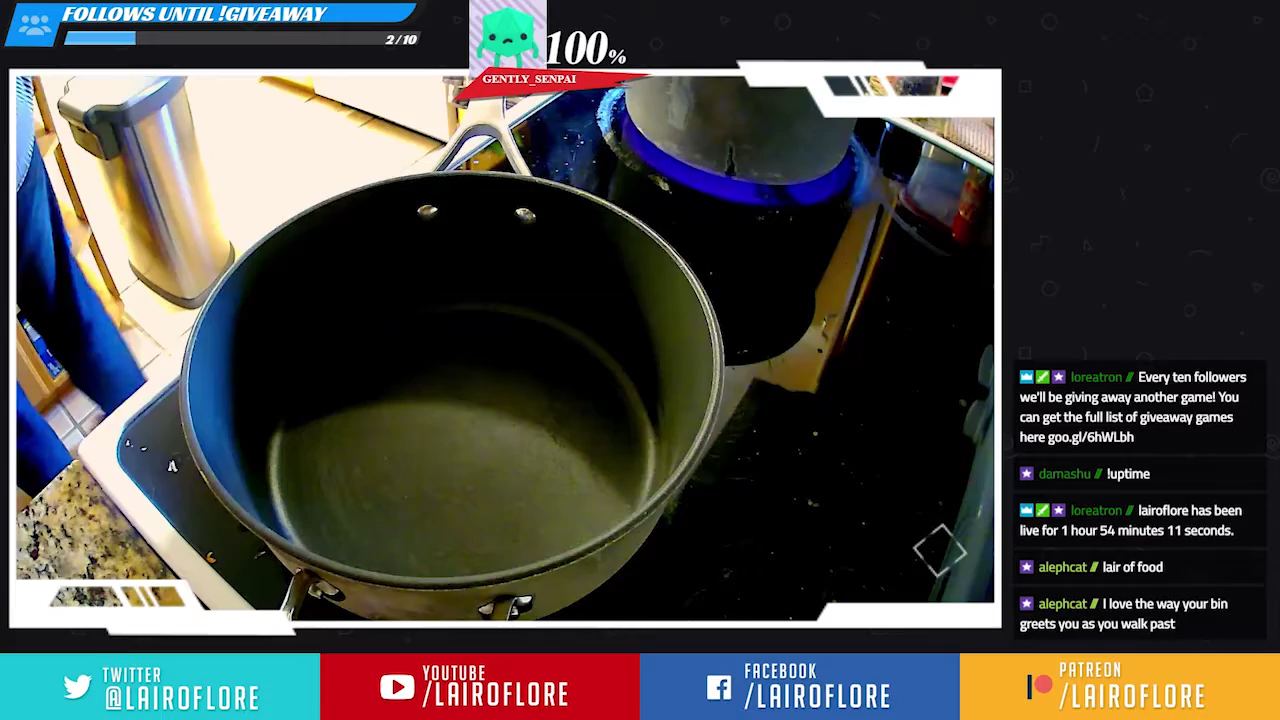 FOLLOWS UNTIL !GIVEAWAY
2/10
100%
GENTLY_SENPAI
loreatron // Every ten followers
we'll be giving away another game! You
can get the full list of giveaway games
here goo.gl/6hWLbh
damashu // !uptime
loreatron // lairoflore has been
live for 1 hour 54 minutes 11 seconds.
alephcat // lair of food
alephcat // I love the way your bin
greets you as you walk past
TWITTER
@LAIROFLORE
YOUTUBE
/LAIROFLORE
FACEBOOK
/LAIROFLORE
PATREON
/LAIROFLORE